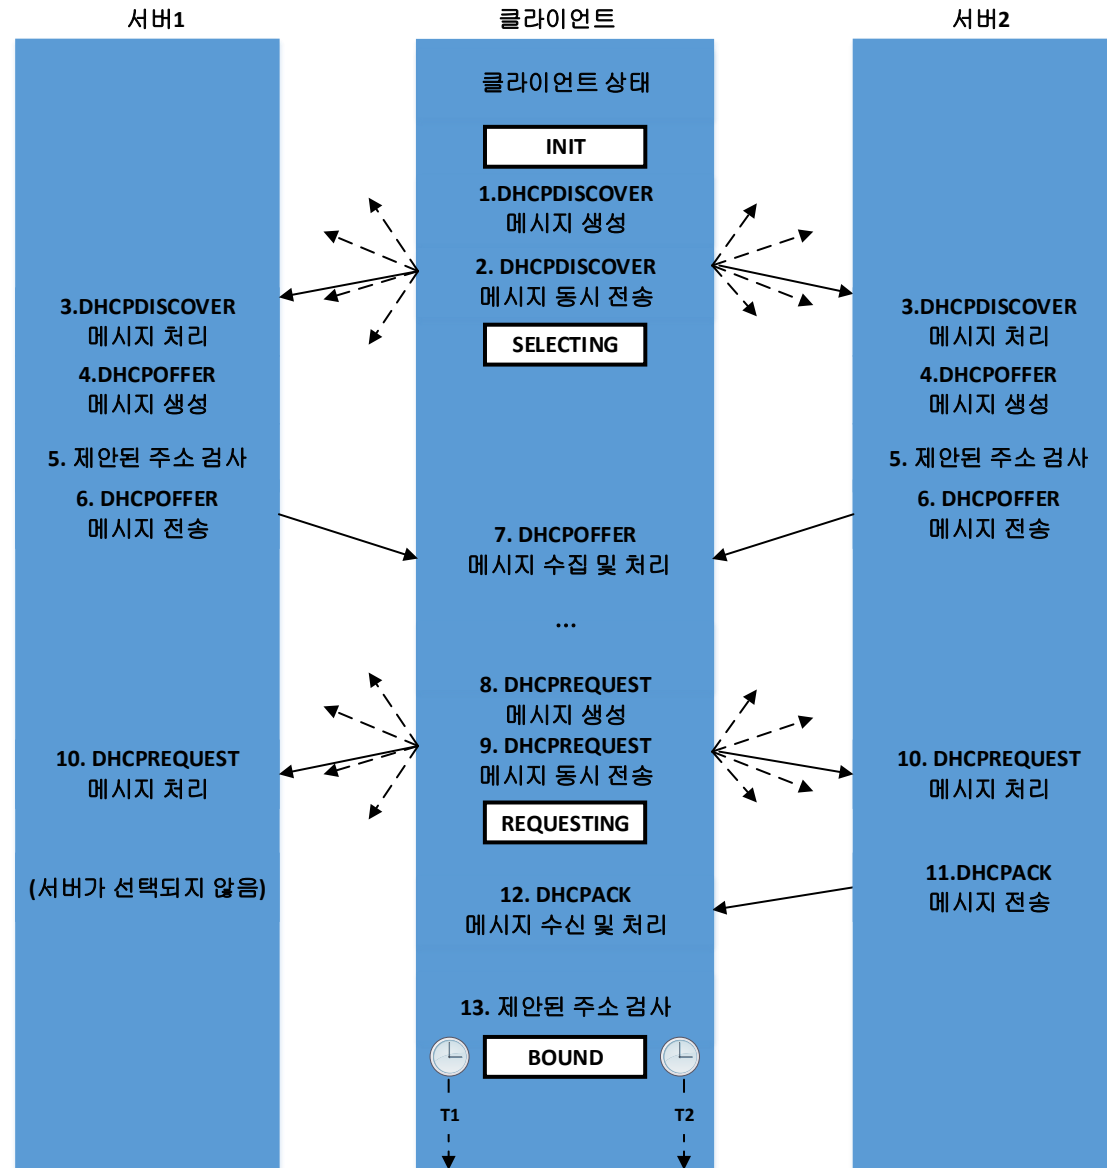 서버1
클라이언트
서버2
클라이언트 상태
INIT
1.DHCPDISCOVER
메시지 생성
2. DHCPDISCOVER
메시지 동시 전송
3.DHCPDISCOVER
메시지 처리
3.DHCPDISCOVER
메시지 처리
SELECTING
4.DHCPOFFER
메시지 생성
4.DHCPOFFER
메시지 생성
5. 제안된 주소 검사
5. 제안된 주소 검사
6. DHCPOFFER
메시지 전송
6. DHCPOFFER
메시지 전송
7. DHCPOFFER
메시지 수집 및 처리
...
8. DHCPREQUEST
메시지 생성
9. DHCPREQUEST
메시지 동시 전송
10. DHCPREQUEST
메시지 처리
10. DHCPREQUEST
메시지 처리
REQUESTING
(서버가 선택되지 않음)
11.DHCPACK
메시지 전송
12. DHCPACK
메시지 수신 및 처리
13. 제안된 주소 검사
BOUND
T1
T2